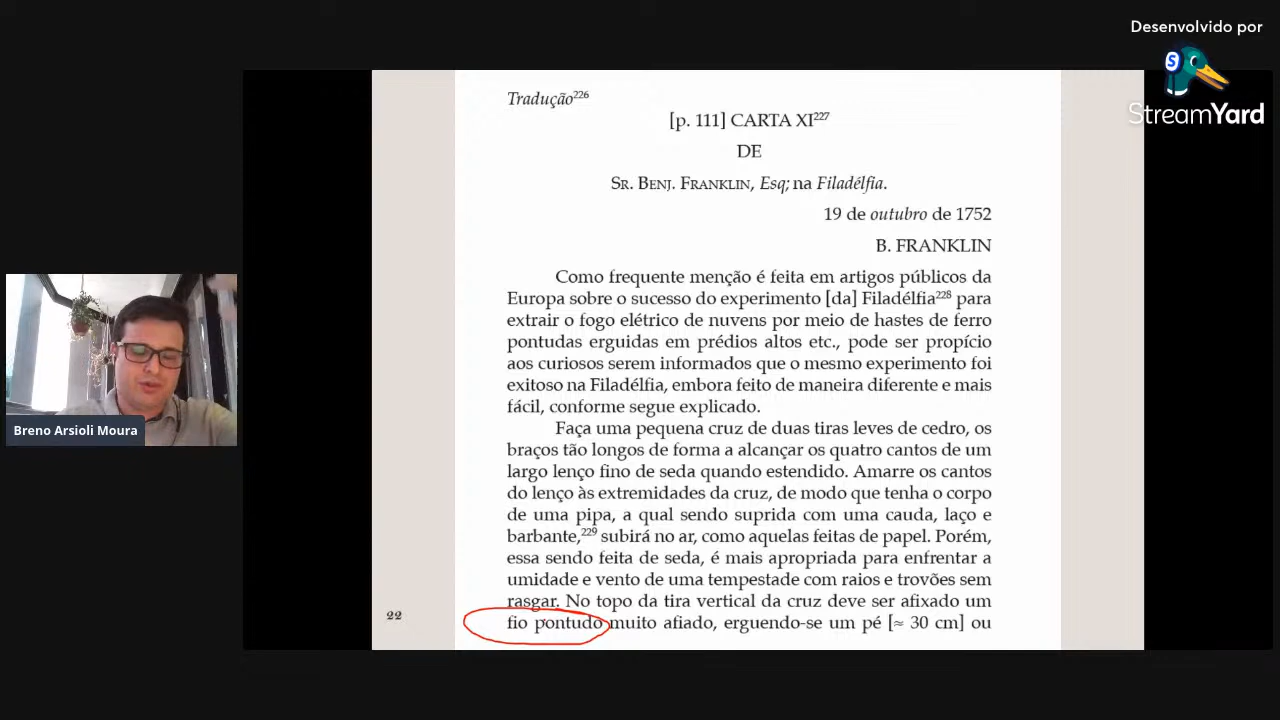 Desenvolvido por
StreamYard
Tradução226
[p. 111] CARTA XI227
DE
Sr. Benj. Franklin, Esq; na Filadélfia.
19 de outubro de 1752
B. FRANKLIN
Como frequente menção é feita em artigos públicos da
Europa sobre o sucesso do experimento [da] Filadélfia228 para
extrair o fogo elétrico de nuvens por meio de hastes de ferro
pontudas erguidas em prédios altos etc., pode ser propício
aos curiosos serem informados que o mesmo experimento foi
exitoso na Filadélfia, embora feito de maneira diferente e mais
fácil, conforme segue explicado.
Faça uma pequena cruz de duas tiras leves de cedro, os
braços tão longos de forma a alcançar os quatro cantos de um
largo lenço fino de seda quando estendido. Amarre os cantos
do lenço às extremidades da cruz, de modo que tenha o corpo
de uma pipa, a qual sendo suprida com uma cauda, laço e
barbante,229 subirá no ar, como aquelas feitas de papel. Porém,
essa sendo feita de seda, é mais apropriada para enfrentar a
umidade e vento de uma tempestade com raios e trovões sem
rasgar. No topo da tira vertical da cruz deve ser afixado um
fio pontudo muito afiado, erguendo-se um pé [≈ 30 cm] ou
22
Breno Arsioli Moura